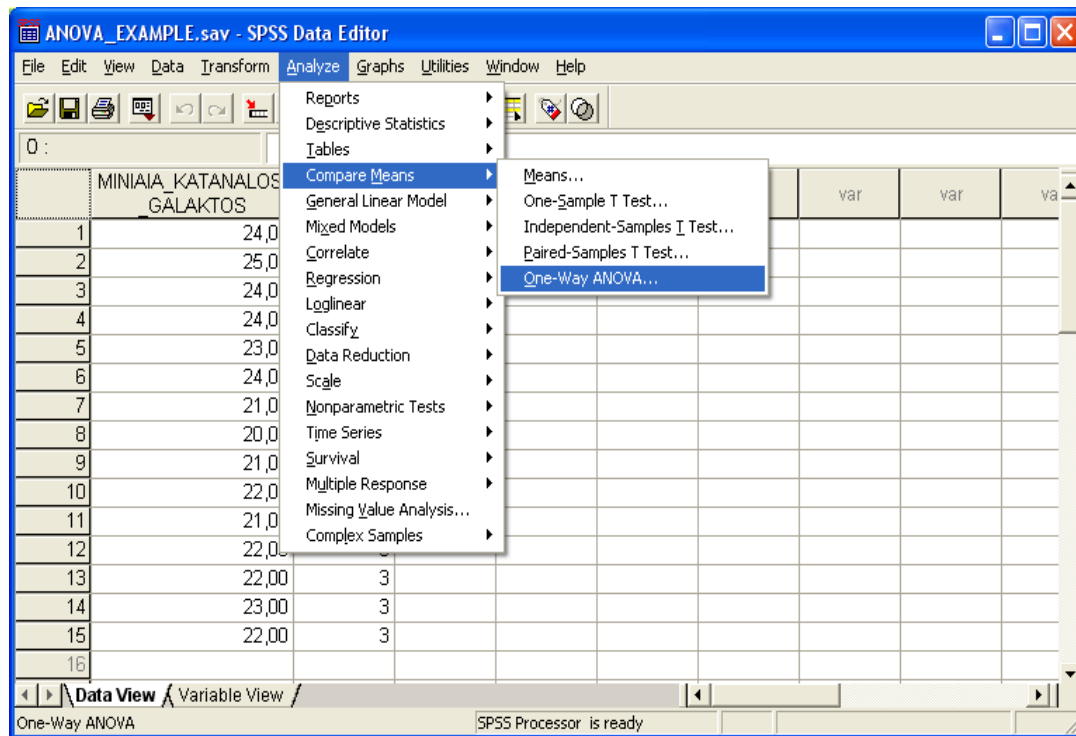 ANOVA_EXAMPLE.sav - SPSS Data Editor
File Edit View Data Transform Analyze Graphs Utilities Window Help
0 :
MINIAIA_KATANALOS
_GALAKTOS
var var va
1 24,0
2 25,0
3 24,0
4 24,0
5 23,0
6 24,0
7 21,0
8 20,0
9 21,0
10 22,0
11 21,0
12 22,0
13 22,00 3
14 23,00 3
15 22,00 3
16
Reports
Descriptive Statistics
Tables
Compare Means
General Linear Model
Mixed Models
Correlate
Regression
Loglinear
Classify
Data Reduction
Scale
Nonparametric Tests
Time Series
Survival
Multiple Response
Missing Value Analysis...
Complex Samples
Means...
One-Sample T Test...
Independent-Samples T Test...
Paired-Samples T Test...
One-Way ANOVA...
Data View Variable View
One-Way ANOVA SPSS Processor is ready